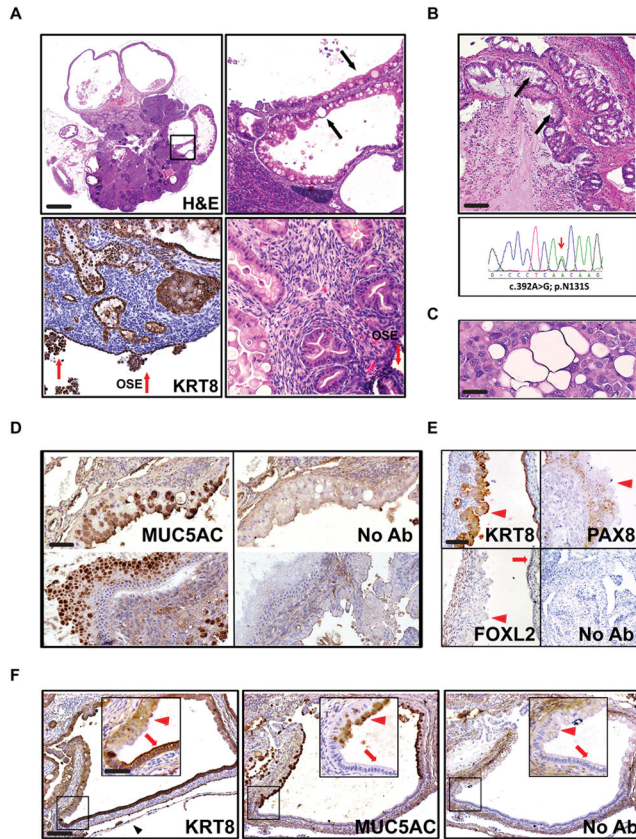 A
B
H&E
OSE
KRT8
OSE
G - C C C T C A A C A A G
c.392A>G; p.N131S
C
D
E
MUC5AC
No Ab
KRT8
PAX8
FOXL2
No Ab
F
KRT8
MUC5AC
No Ab